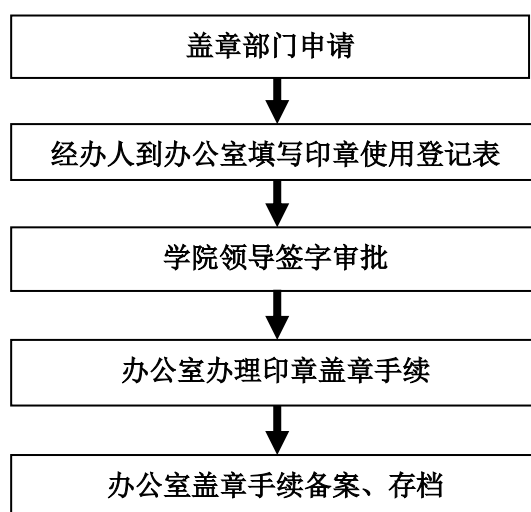 盖章部门申请
经办人到办公室填写印章使用登记表
学院领导签字审批
办公室办理印章盖章手续
办公室盖章手续备案、存档